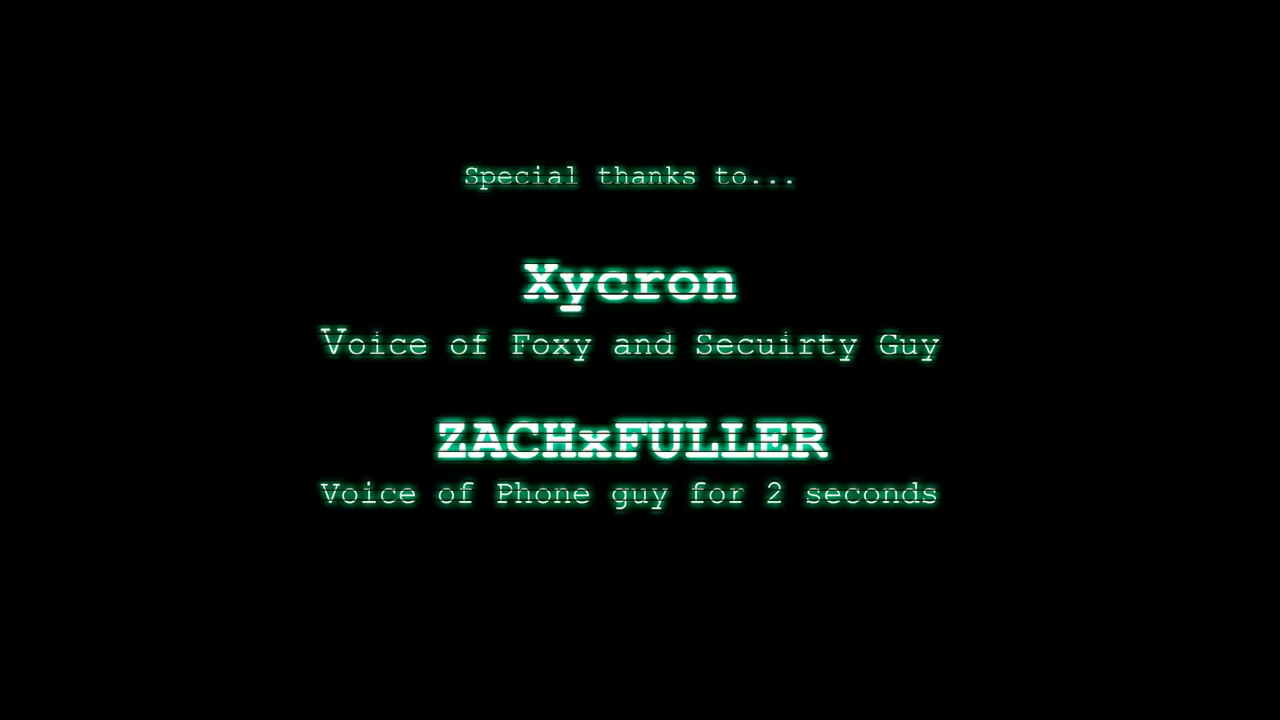 Special thanks to...
Xycron
Voice of Foxy and Secuirty Guy
ZACHxFULLER
Voice of Phone guy for 2 seconds